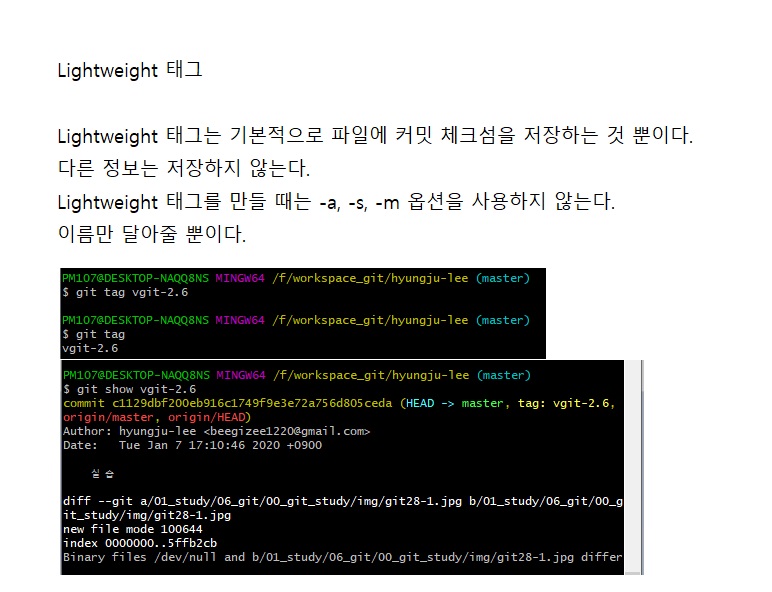 Lightweight 태그
Lightweight 태그는 기본적으로 파일에 커밋 체크섬을 저장하는 것 뿐이다.
다른 정보는 저장하지 않는다.
Lightweight 태그를 만들 때는 -a, -s, -m 옵션을 사용하지 않는다.
이름만 달아줄 뿐이다.
PM107@DESKTOP-NAQQ8NS MINGW64 /f/workspace_git/hyungju-lee (master)
$ git tag vgit-2.6
PM107@DESKTOP-NAQQ8NS MINGW64 /f/workspace_git/hyungju-lee (master)
$ git tag
vgit-2.6
PM107@DESKTOP-NAQQ8NS MINGW64 /f/workspace_git/hyungju-lee (master)
$ git show vgit-2.6
commit c1129dbf200eb916c1749f9e3e72a756d805ceda (HEAD -> master, tag: vgit-2.6,
origin/master, origin/HEAD)
Author: hyungju-lee <beegizee1220@gmail.com>
Date:   Tue Jan 7 17:10:46 2020 +0900
실습
diff --git a/01_study/06_git/00_git_study/img/git28-1.jpg b/01_study/06_git/00_g
it_study/img/git28-1.jpg
new file mode 100644
index 0000000..5ffb2cb
Binary files /dev/null and b/01_study/06_git/00_git_study/img/git28-1.jpg differ